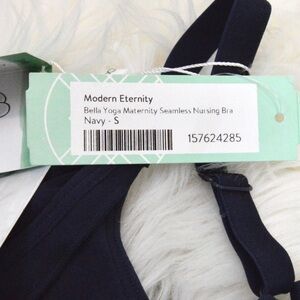 Modern Eternity
Bella Yoga Maternity Seamless Nursing Bra
Navy - S
157624285